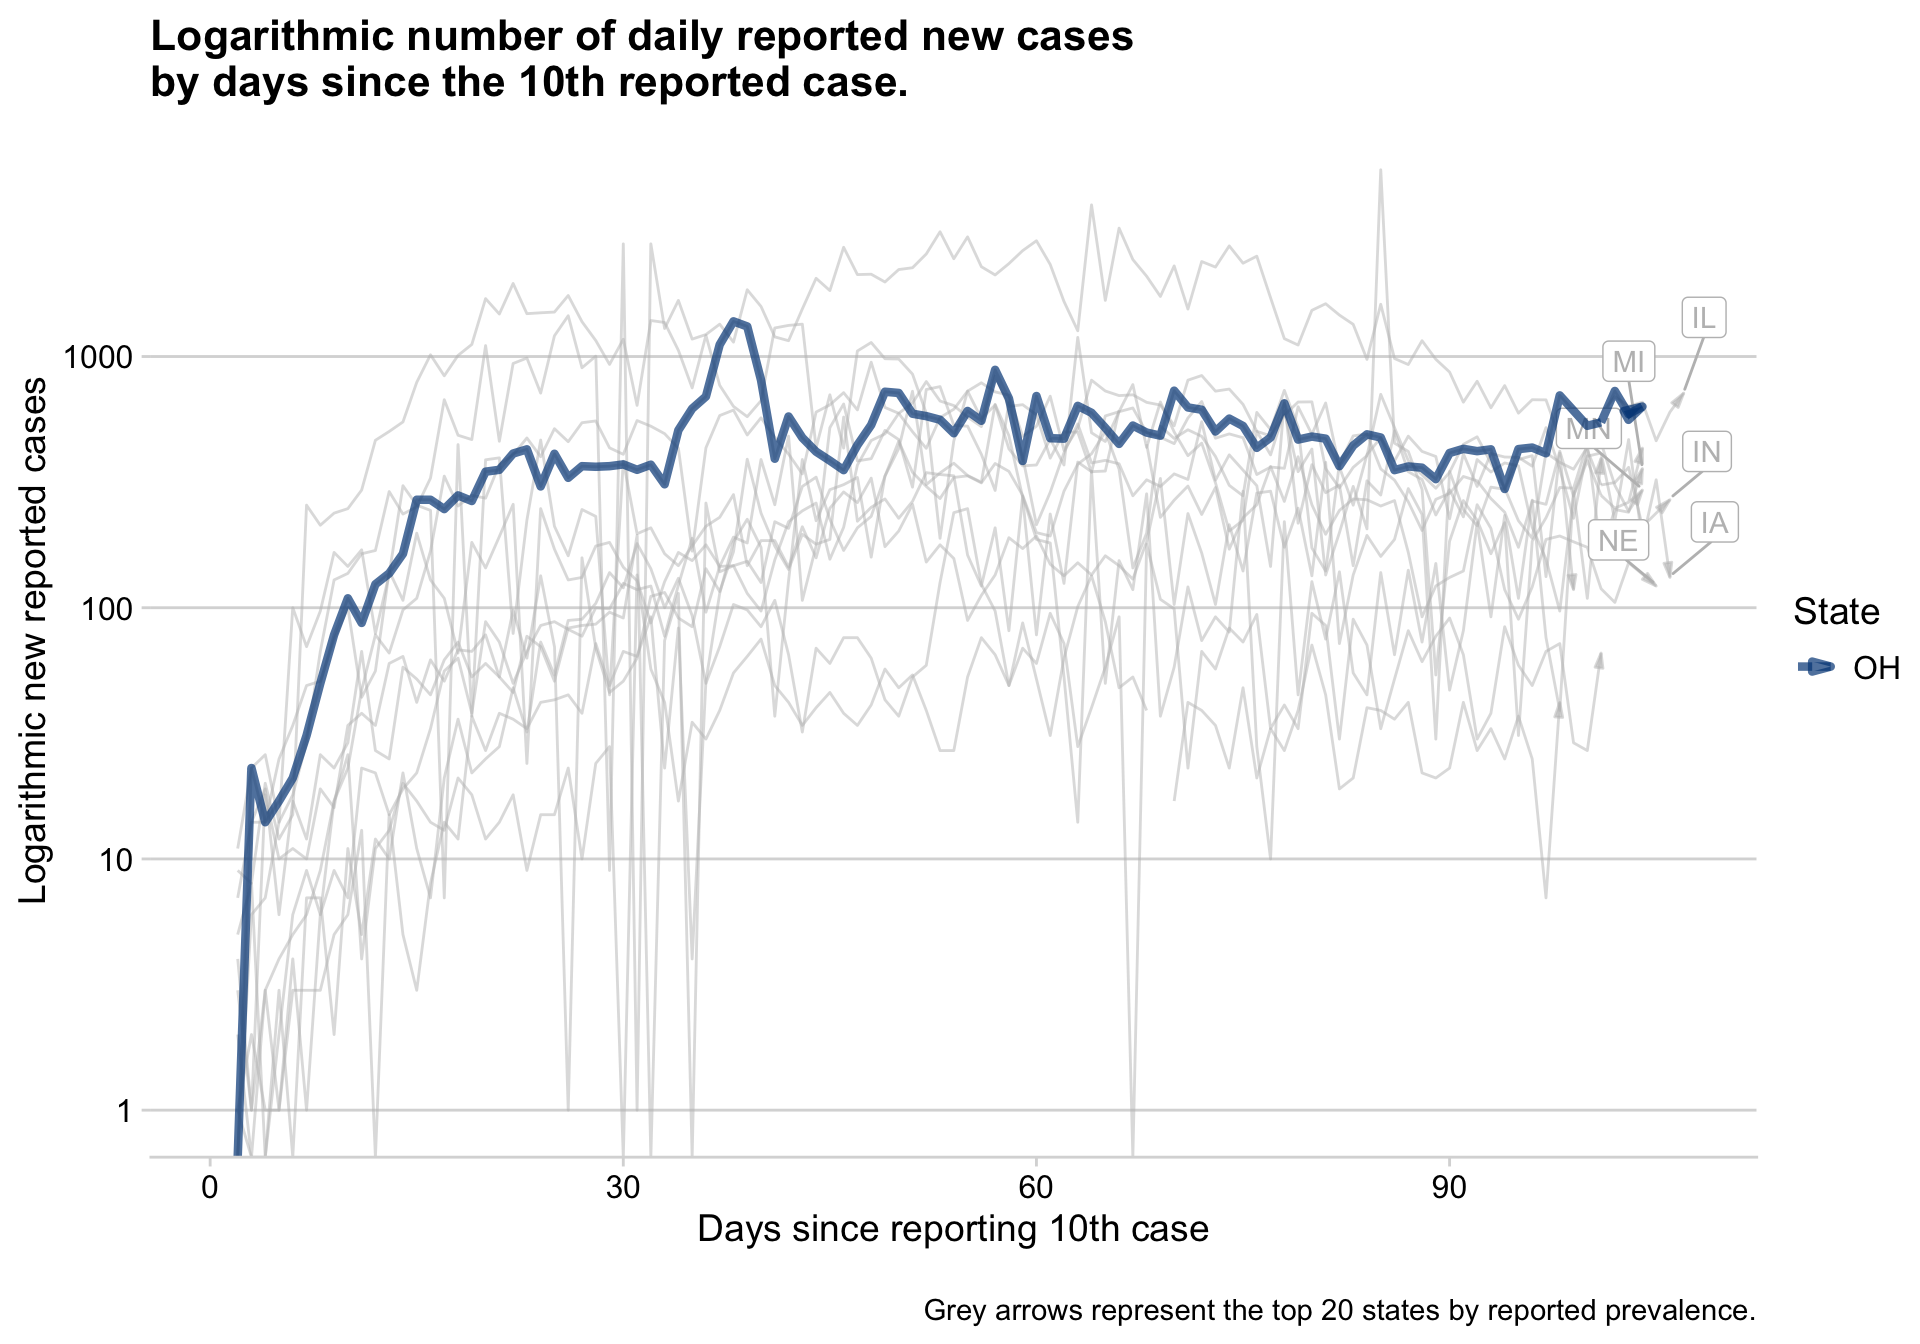 Logarithmic number of daily reported new cases
by days since the 10th reported case.
Logarithmic new reported cases
1000
100
10
1
IL
MI
MN
IN
IA
NE
State
OH
0
30
60
90
Days since reporting 10th case
Grey arrows represent the top 20 states by reported prevalence.